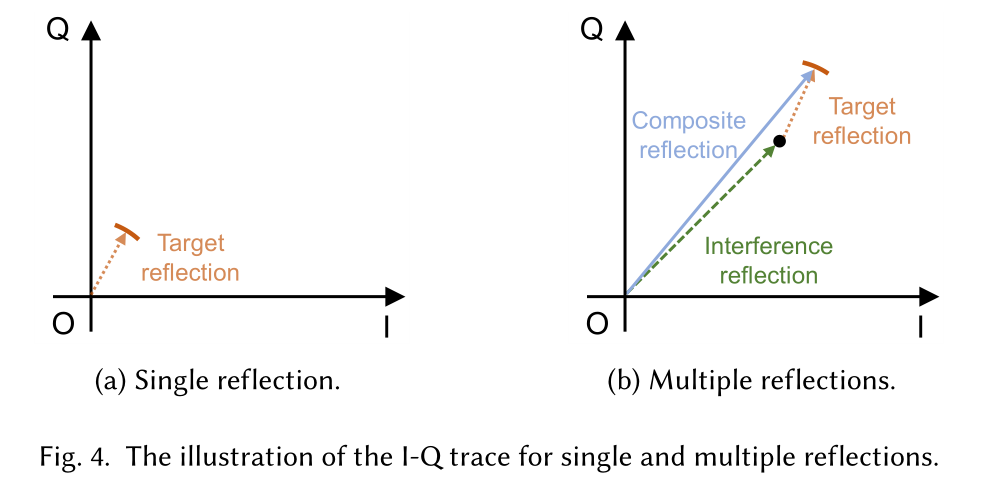 Q
Target
reflection
O
I
(a) Single reflection.
Q
Composite
reflection
Target
reflection
Interference
reflection
O
I
(b) Multiple reflections.
Fig. 4. The illustration of the I-Q trace for single and multiple reflections.